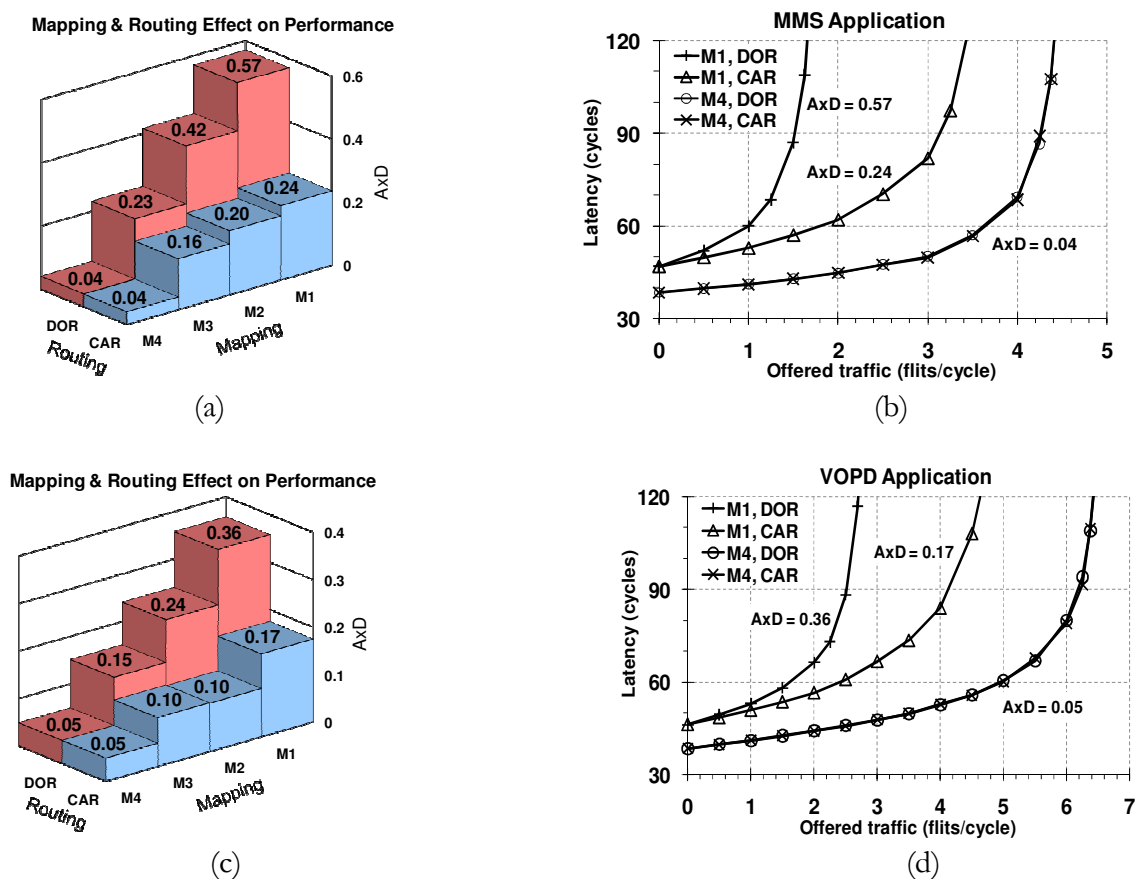 Mapping & Routing Effect on Performance
0.57
0.42
0.23
0.04
0.24
0.20
0.16
0.04
0.6
0.4
0.2
0
AxD
DOR
CAR
Routing
M4
M3
M2
M1
Mapping
(a)
MMS Application
120
90
60
30
Latency (cycles)
M1, DOR
M1, CAR
M4, DOR
M4, CAR
AxD = 0.57
AxD = 0.24
AxD = 0.04
0 1 2 3 4 5
Offered traffic (flits/cycle)
(b)
Mapping & Routing Effect on Performance
0.36
0.24
0.15
0.05
0.17
0.10
0.10
0.05
0.4
0.3
0.2
0.1
0
AxD
DOR
CAR
Routing
M4
M3
M2
M1
Mapping
(c)
VOPD Application
120
90
60
30
Latency (cycles)
M1, DOR
M1, CAR
M4, DOR
M4, CAR
AxD = 0.17
AxD = 0.36
AxD = 0.05
0 1 2 3 4 5 6 7
Offered traffic (flits/cycle)
(d)